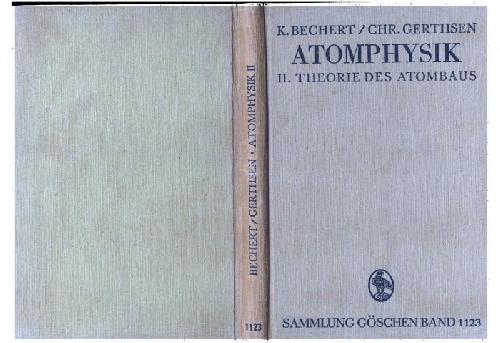 K. BECHERT / CHR. GERTHSEN
ATOMPHYSIK
II. THEORIE DES ATOMBAUS
SAMMLUNG GÖSCHEN BAND 1123
BECHERT / GERTHSEN • ATOMPHYSIK II
1123